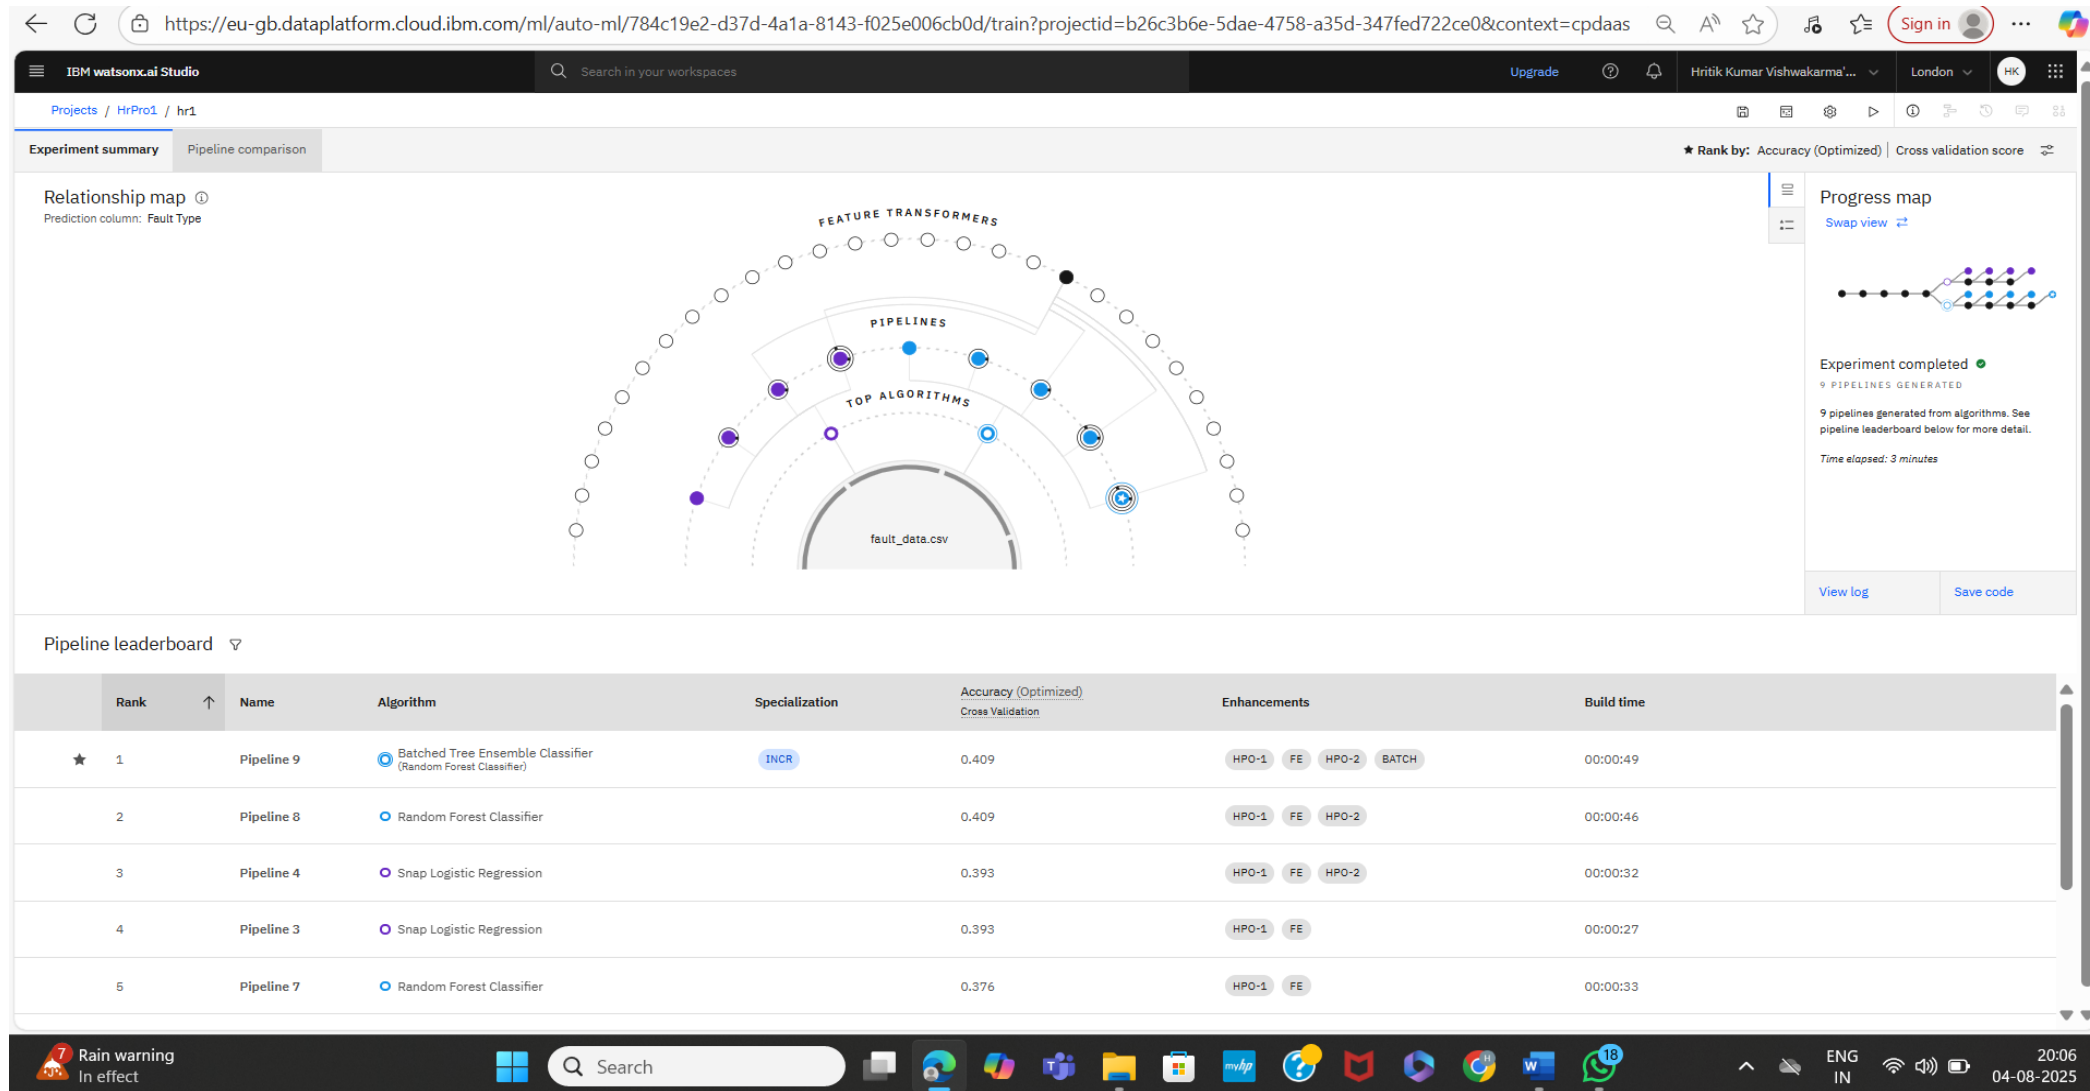 https://eu-gb.dataplatform.cloud.ibm.com/ml/auto-ml/784c19e2-d37d-4a1a-8143-f025e006cb0d/train?projectid=b26c3b6e-5dae-4758-a35d-347fed722ce0&context=cpdaas
Sign in
IBM watsonx.ai Studio
Search in your workspaces
Upgrade
Hritik Kumar Vishwakarma'...
London
HK
Projects / HrPro1 / hr1
Experiment summary
Pipeline comparison
★ Rank by: Accuracy (Optimized) | Cross validation score
Relationship map
Prediction column: Fault Type
FEATURE TRANSFORMERS
PIPELINES
TOP ALGORITHMS
fault_data.csv
Progress map
Swap view
Experiment completed
9 PIPELINES GENERATED
9 pipelines generated from algorithms. See
pipeline leaderboard below for more detail.
Time elapsed: 3 minutes
View log
Save code
Pipeline leaderboard
Rank ↑ Name Algorithm Specialization Accuracy (Optimized) Enhancements Build time
Cross Validation
★ 1 Pipeline 9 Batched Tree Ensemble Classifier INCR 0.409 HPO-1 FE HPO-2 BATCH 00:00:49
(Random Forest Classifier)
2 Pipeline 8 Random Forest Classifier 0.409 HPO-1 FE HPO-2 00:00:46
3 Pipeline 4 Snap Logistic Regression 0.393 HPO-1 FE HPO-2 00:00:32
4 Pipeline 3 Snap Logistic Regression 0.393 HPO-1 FE 00:00:27
5 Pipeline 7 Random Forest Classifier 0.376 HPO-1 FE 00:00:33
7
Rain warning
In effect
Search
myhp
H
W
18
ENG
IN
20:06
04-08-2025